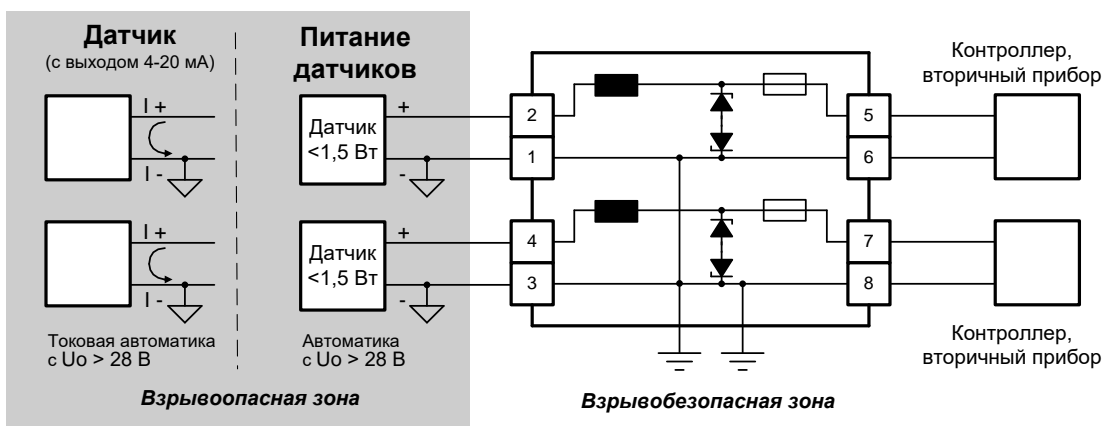 Датчик
(с выходом 4-20 мА)
I +
I -
I +
I -
Токовая автоматика
с Uo > 28 В
Питание
датчиков
Датчик
<1,5 Вт
+
-
Датчик
<1,5 Вт
+
-
Автоматика
с Uo > 28 В
Взрывоопасная зона
2
1
4
3
5
6
7
8
Контроллер,
вторичный прибор
Контроллер,
вторичный прибор
Взрывобезопасная зона